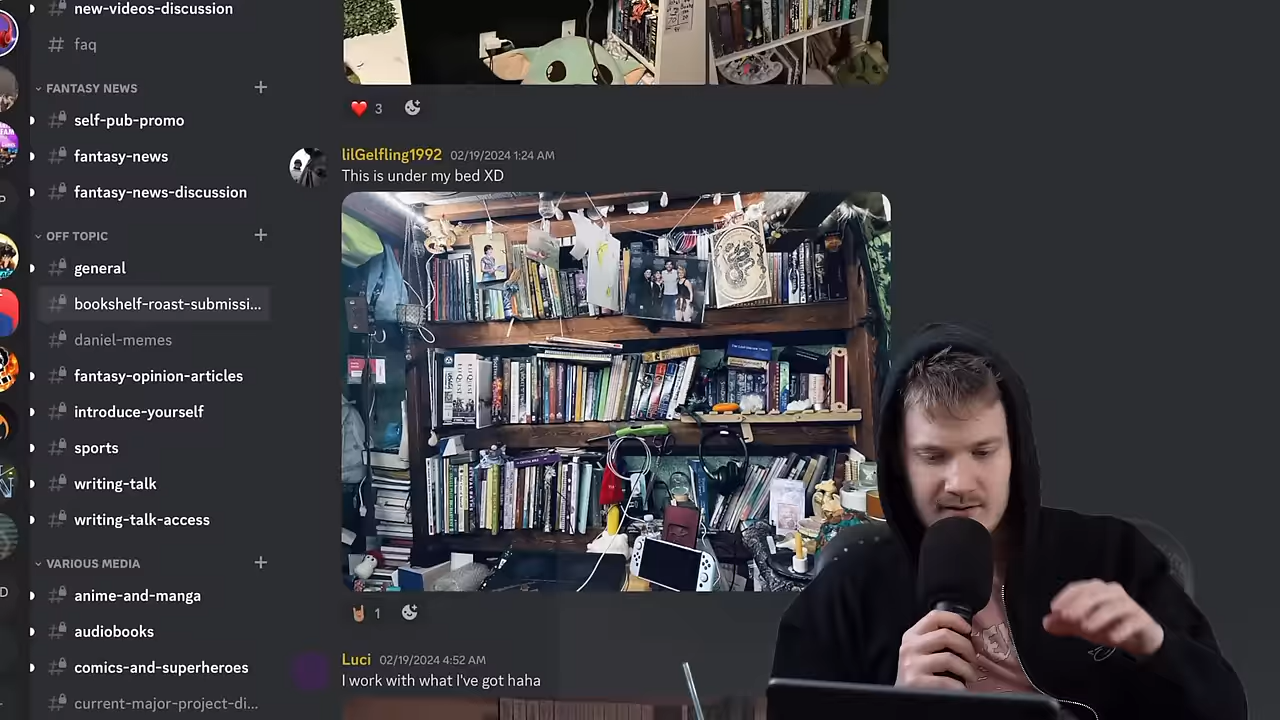 new-videos-discussion
faq
FANTASY NEWS
self-pub-promo
fantasy-news
fantasy-news-discussion
OFF TOPIC
general
bookshelf-roast-submissi...
daniel-memes
fantasy-opinion-articles
introduce-yourself
sports
writing-talk
writing-talk-access
VARIOUS MEDIA
anime-and-manga
audiobooks
comics-and-superheroes
current-major-project-di...
3
lilGelfling1992 02/19/2024 1:24 AM
This is under my bed XD
1
Luci 02/19/2024 4:52 AM
I work with what I've got haha